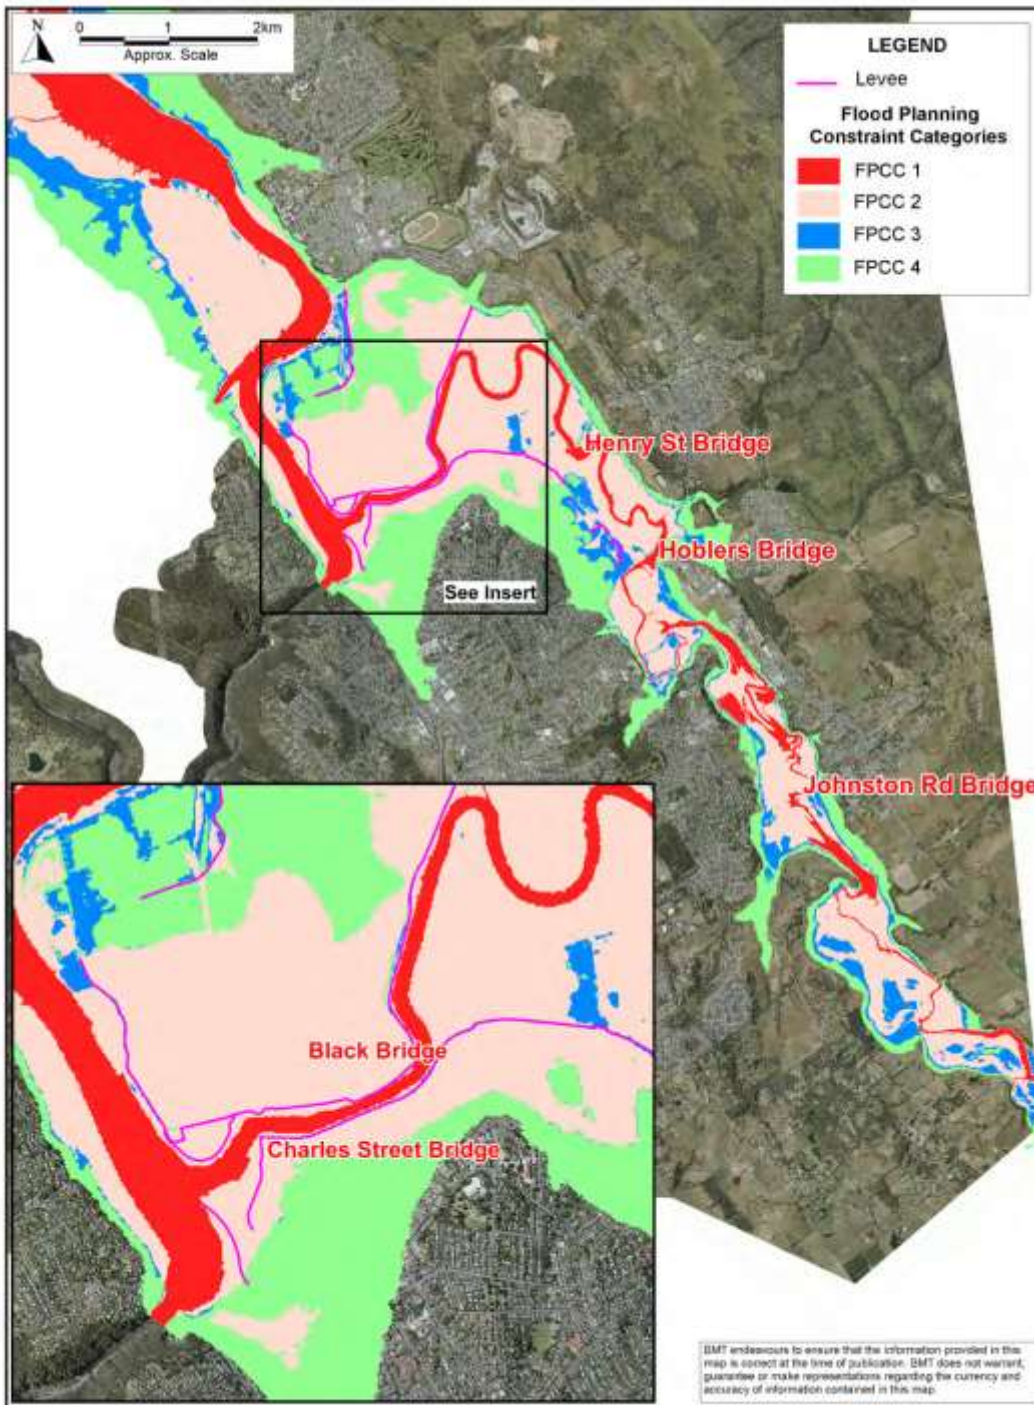 N
0 1 2km
Approx. Scale
LEGEND
Levee
Flood Planning
Constraint Categories
FPCC 1
FPCC 2
FPCC 3
FPCC 4
Henry St Bridge
Hoblers Bridge
See Insert
Johnston Rd Bridge
Black Bridge
Charles Street Bridge
BMT endeavours to ensure that the information provided in this
map is correct at the time of publication. BMT does not warrant,
guarantee or make representations regarding the currency and
accuracy of information contained in this map.